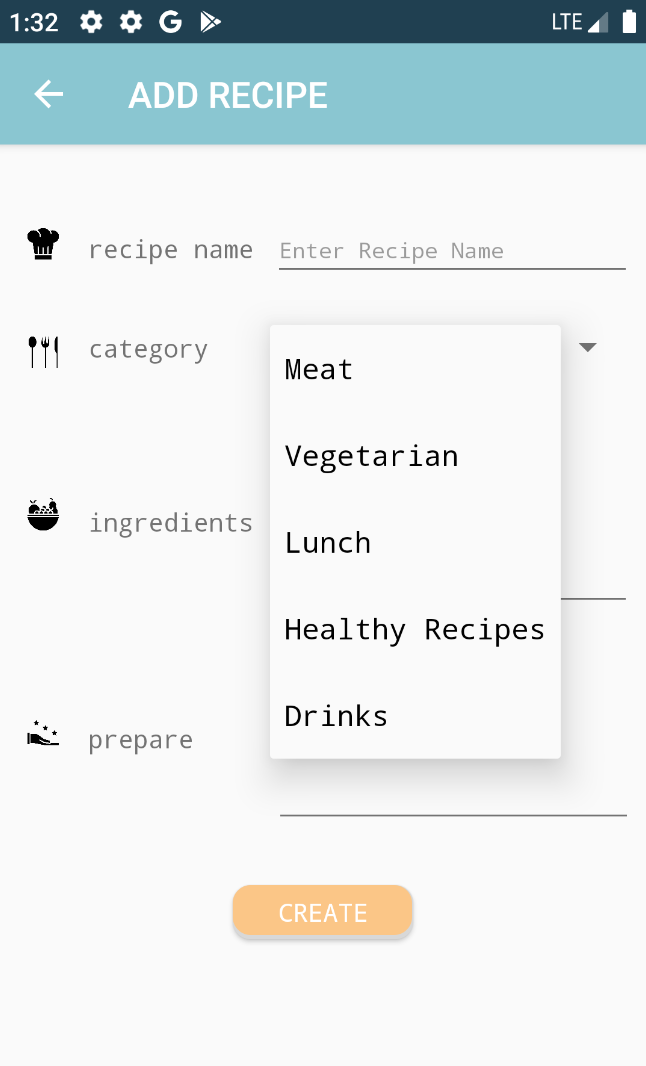 1:32 LTE
ADD RECIPE
recipe name Enter Recipe Name
category
Meat
Vegetarian
ingredients
Lunch
Healthy Recipes
Drinks
prepare
CREATE